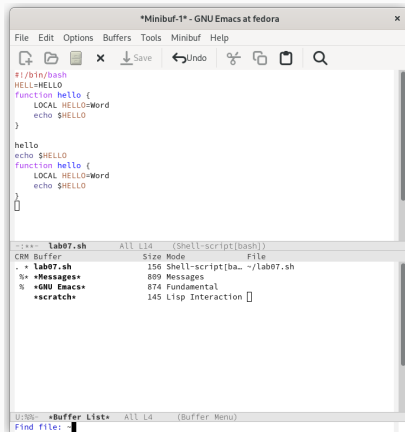 *Minibuf-1* - GNU Emacs at fedora
File Edit Options Buffers Tools Minibuf Help
Save Undo
#!/bin/bash
HELL=HELLO
function hello {
    LOCAL HELLO=Word
    echo $HELLO
}
hello
echo $HELLO
function hello {
    LOCAL HELLO=Word
    echo $HELLO
}
-:**- lab07.sh All L14 (Shell-script[bash])
CRM Buffer Size Mode File
. * lab07.sh 156 Shell-script[ba… ~/lab07.sh
%* *Messages* 809 Messages
% *GNU Emacs* 874 Fundamental
*scratch* 145 Lisp Interaction
U:%%- *Buffer List* All L4 (Buffer Menu)
Find file: ~